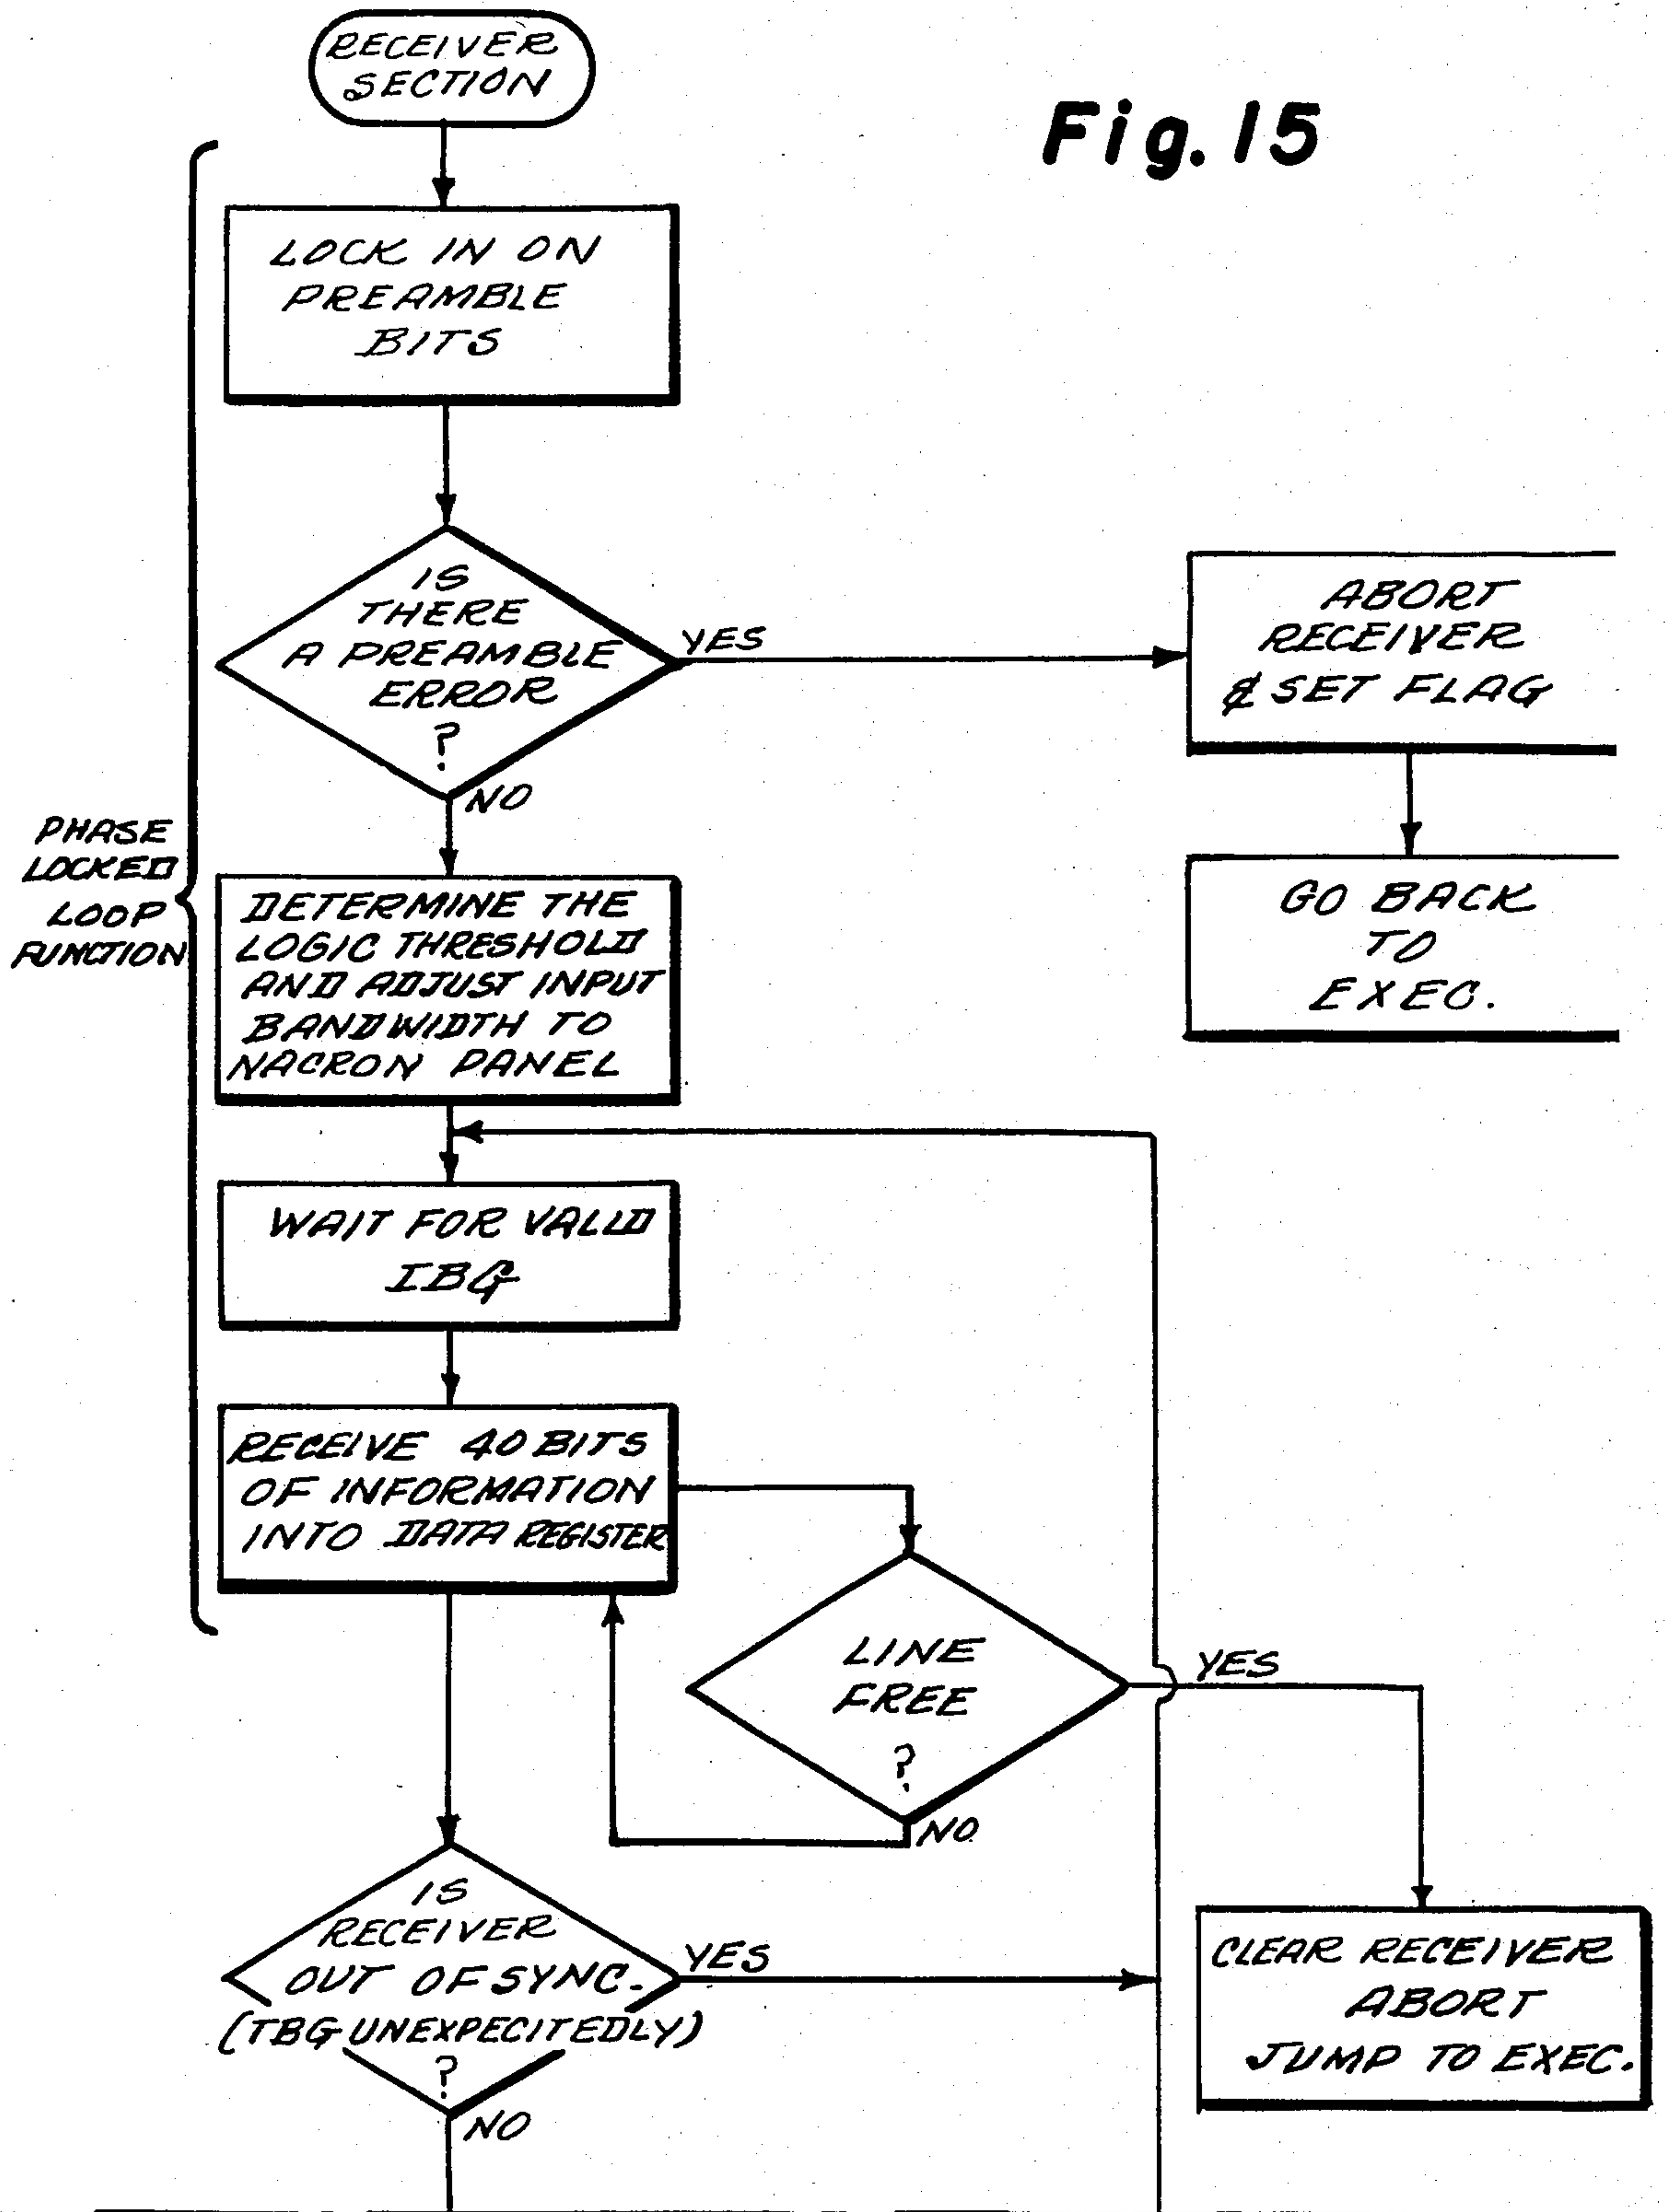 RECEIVER
SECTION
Fig. 15
LOCK IN ON
PREAMBLE
BITS
IS
THERE
A PREAMBLE
ERROR
?
YES
NO
ABORT
RECEIVER
& SET FLAG
GO BACK
TO
EXEC.
PHASE
LOCKED
LOOP
FUNCTION
DETERMINE THE
LOGIC THRESHOLD
AND ADJUST INPUT
BANDWIDTH TO
NACRON PANEL
WAIT FOR VALID
IBG
RECEIVE 40 BITS
OF INFORMATION
INTO DATA REGISTER
LINE
FREE
?
YES
NO
IS
RECEIVER
OUT OF SYNC.
(TBG UNEXPECITEDLY)
?
YES
NO
CLEAR RECEIVER
ABORT
JUMP TO EXEC.